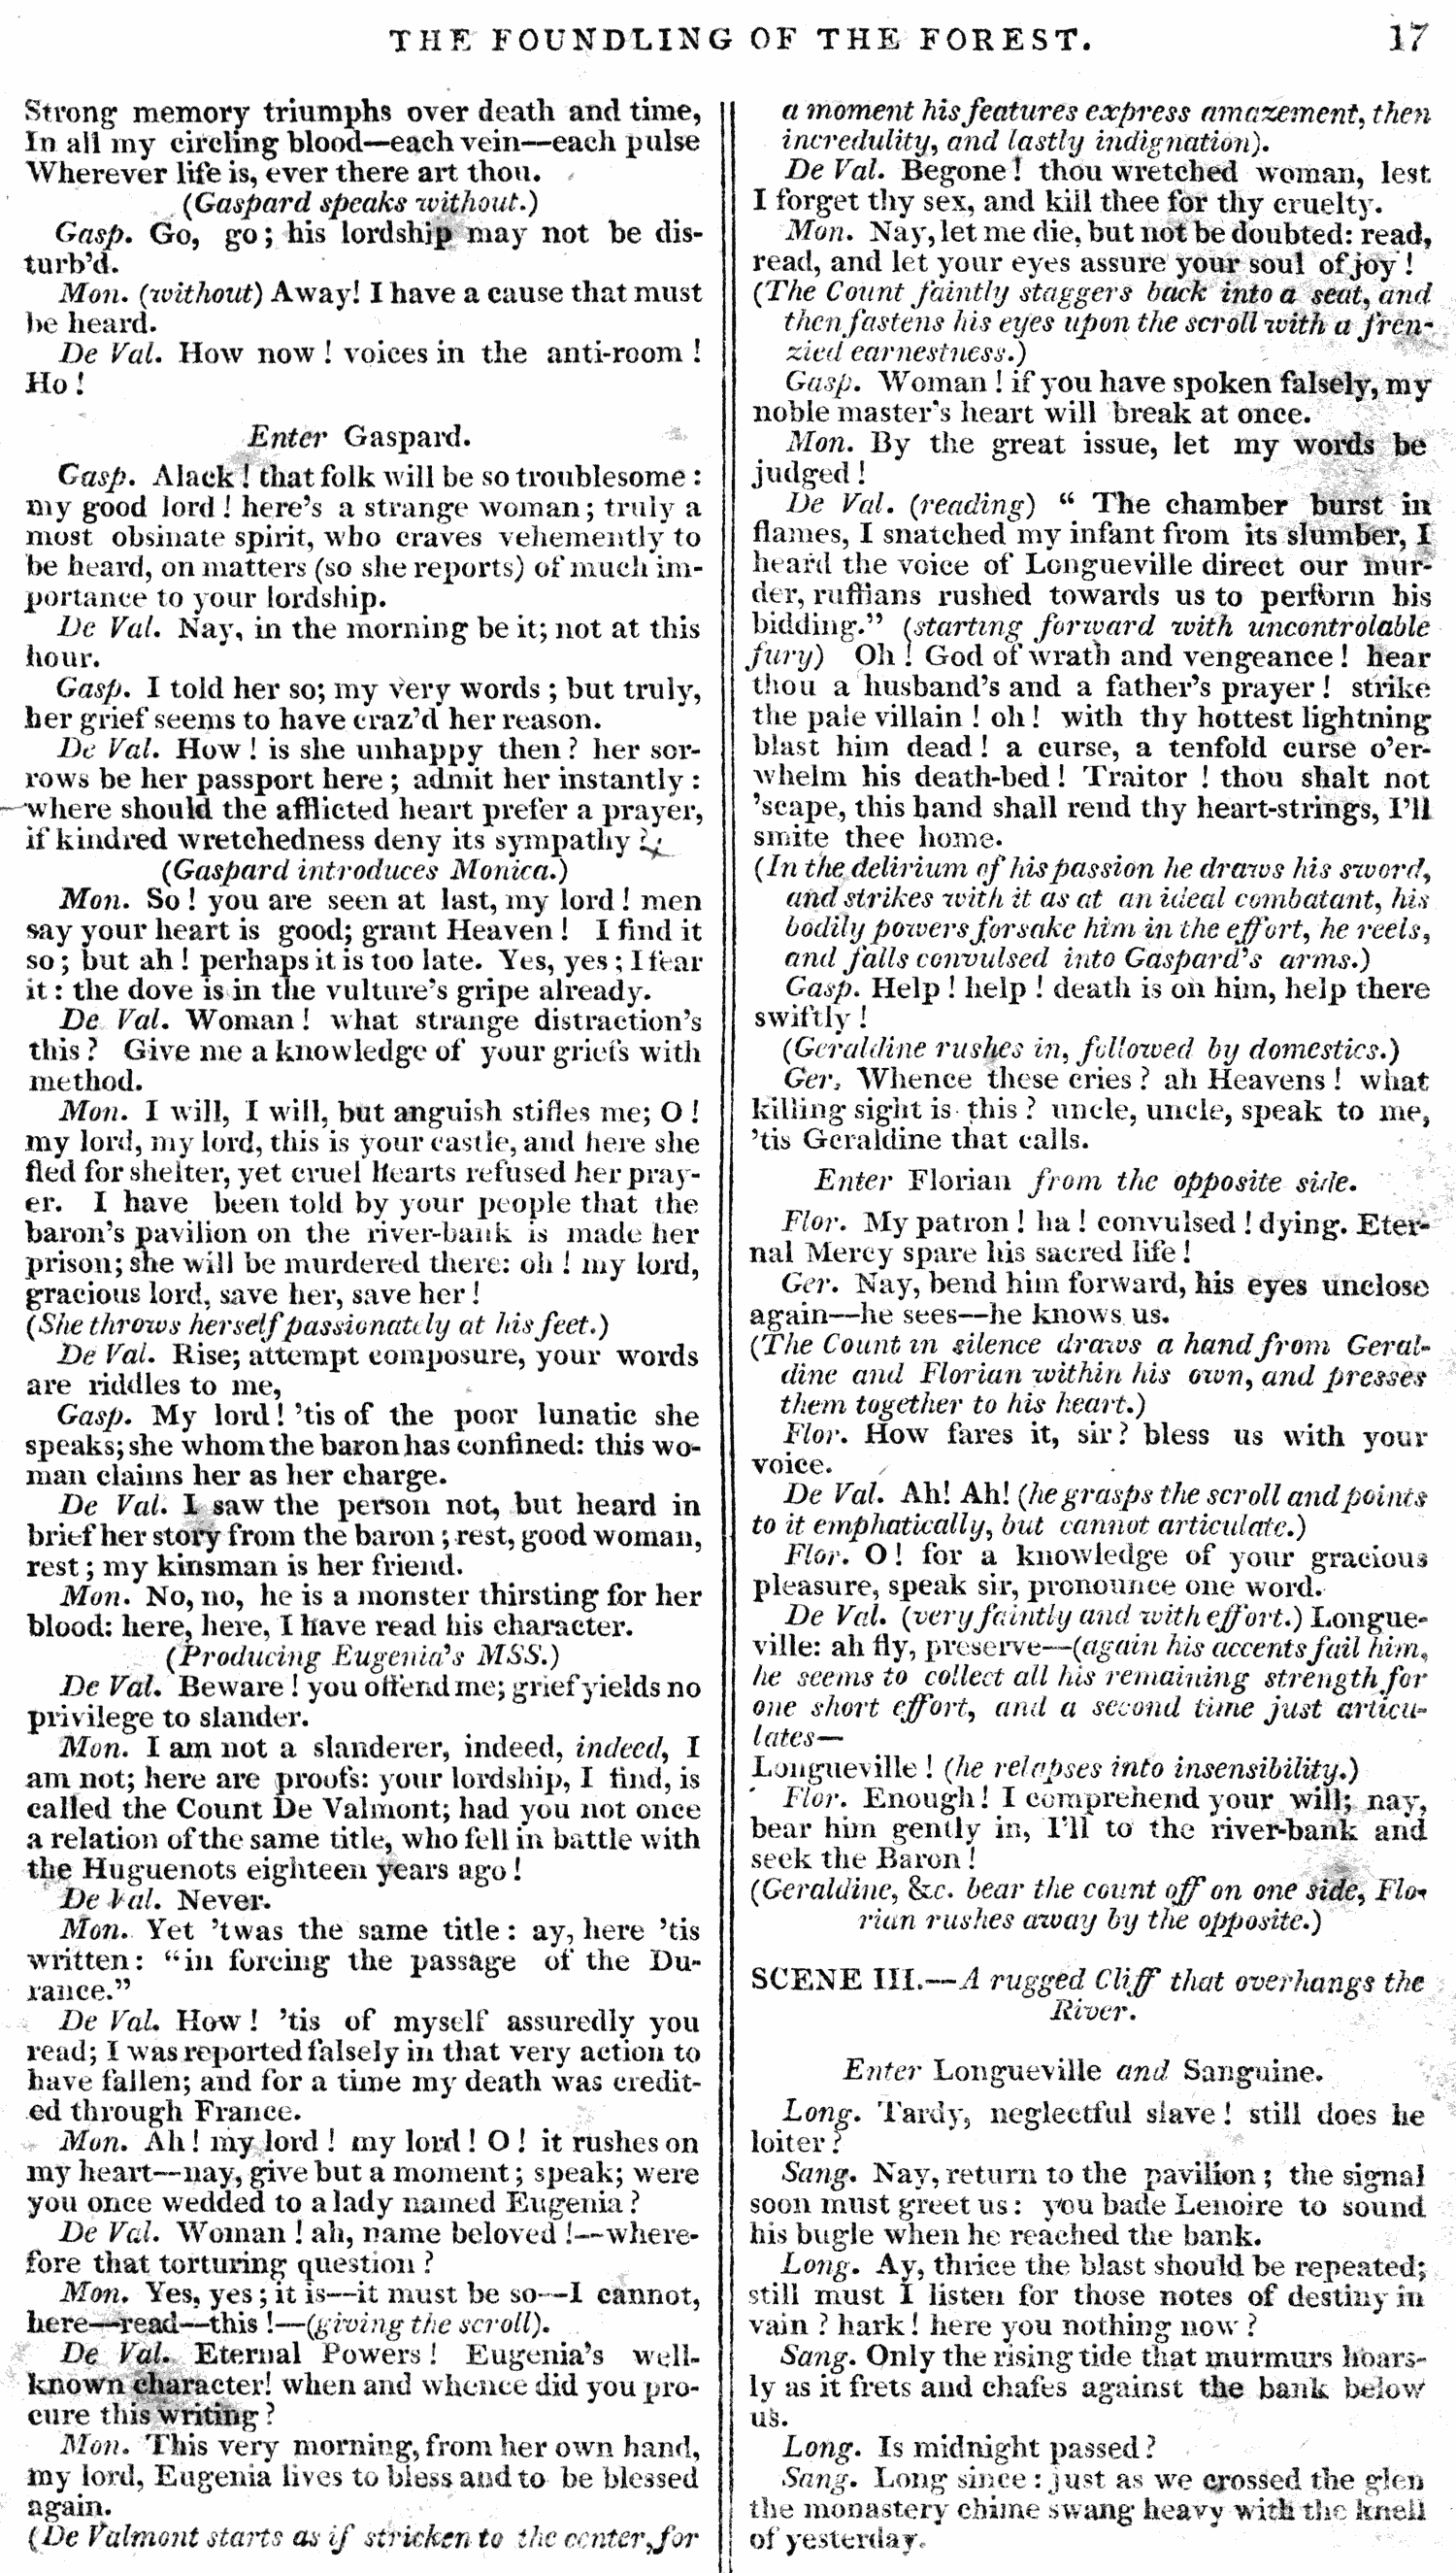 THE FOUNDLING OF THE FOREST. 17
Strong memory triumphs over death and time,
In all my circling blood—each vein—each pulse
Wherever life is, ever there art thou.
(Gaspard speaks without.)
Gasp. Go, go; his lordship may not be dis-
turb'd.
Mon. (without) Away! I have a cause that must
be heard.
De Val. How now! voices in the anti-room!
Ho!
Enter Gaspard.
Gasp. Alack! that folk will be so troublesome:
my good lord! here's a strange woman; truly a
most obsinate spirit, who craves vehemently to
be heard, on matters (so she reports) of much im-
portance to your lordship.
De Val. Nay, in the morning be it; not at this
hour.
Gasp. I told her so; my very words; but truly,
her grief seems to have craz'd her reason.
De Val. How! is she unhappy then? her sor-
rows be her passport here; admit her instantly:
where should the afflicted heart prefer a prayer,
if kindred wretchedness deny its sympathy?
(Gaspard introduces Monica.)
Mon. So! you are seen at last, my lord! men
say your heart is good; grant Heaven! I find it
so; but ah! perhaps it is too late. Yes, yes; I fear
it: the dove is in the vulture's gripe already.
De Val. Woman! what strange distraction's
this? Give me a knowledge of your griefs with
method.
Mon. I will, I will, but anguish stifles me; O!
my lord, my lord, this is your castle, and here she
fled for shelter, yet cruel hearts refused her pray-
er. I have been told by your people that the
baron's pavilion on the river-bank is made her
prison; she will be murdered there: oh! my lord,
gracious lord, save her, save her!
(She throws herself passionately at his feet.)
De Val. Rise; attempt composure, your words
are riddles to me,
Gasp. My lord! 'tis of the poor lunatic she
speaks; she whom the baron has confined: this wo-
man claims her as her charge.
De Val. I saw the person not, but heard in
brief her story from the baron; rest, good woman,
rest; my kinsman is her friend.
Mon. No, no, he is a monster thirsting for her
blood: here, here, I have read his character.
(Producing Eugenia's MSS.)
De Val. Beware! you offend me; grief yields no
privilege to slander.
Mon. I am not a slanderer, indeed, indeed, I
am not; here are proofs: your lordship, I find, is
called the Count De Valmont; had you not once
a relation of the same title, who fell in battle with
the Huguenots eighteen years ago!
De Val. Never.
Mon. Yet 'twas the same title: ay, here 'tis
written: "in forcing the passage of the Du-
rance."
De Val. How! 'tis of myself assuredly you
read; I was reported falsely in that very action to
have fallen; and for a time my death was credit-
ed through France.
Mon. Ah! my lord! my lord! O! it rushes on
my heart—nay, give but a moment; speak; were
you once wedded to a lady named Eugenia?
De Val. Woman! ah, name beloved!—where-
fore that torturing question?
Mon. Yes, yes; it is—it must be so—I cannot,
here—read—this!—(giving the scroll).
De Val. Eternal Powers! Eugenia's well-
known character! when and whence did you pro-
cure this writing?
Mon. This very morning, from her own hand,
my lord, Eugenia lives to bless and to be blessed
again.
(De Valmont starts as if stricken to the center, for
a moment his features express amazement, then
incredulity, and lastly indignation).
De Val. Begone! thou wretched woman, lest
I forget thy sex, and kill thee for thy cruelty.
Mon. Nay, let me die, but not be doubted: read,
read, and let your eyes assure your soul of joy!
(The Count faintly staggers back into a seat, and
then fastens his eyes upon the scroll with a fren-
zied earnestness.)
Gasp. Woman! if you have spoken falsely, my
noble master's heart will break at once.
Mon. By the great issue, let my words be
judged!
De Val. (reading) " The chamber burst in
flames, I snatched my infant from its slumber, I
heard the voice of Longueville direct our mur-
der, ruffians rushed towards us to perform his
bidding." (starting forward with uncontrolable
fury) Oh! God of wrath and vengeance! hear
thou a husband's and a father's prayer! strike
the pale villain! oh! with thy hottest lightning
blast him dead! a curse, a tenfold curse o'er-
whelm his death-bed! Traitor! thou shalt not
'scape, this hand shall rend thy heart-strings, I'll
smite thee home.
(In the delirium of his passion he draws his sword,
and strikes with it as at an ideal combatant, his
bodily powers forsake him in the effort, he reels,
and falls convulsed into Gaspard's arms.)
Gasp. Help! help! death is on him, help there
swiftly!
(Geraldine rushes in, followed by domestics.)
Ger, Whence these cries? ah Heavens! what
killing sight is this? uncle, uncle, speak to me,
'tis Geraldine that calls.
Enter Florian from the opposite side.
Flor. My patron! ha! convulsed! dying. Eter-
nal Mercy spare his sacred life!
Ger. Nay, bend him forward, his eyes unclose
again—he sees—he knows us.
(The Count in silence draws a hand from Geral-
dine and Florian within his own, and presses
them together to his heart.)
Flor. How fares it, sir? bless us with your
voice.
De Val. Ah! Ah! (he grasps the scroll and points
to it emphatically, but cannot articulate.)
Flor. O! for a knowledge of your gracious
pleasure, speak sir, pronounce one word.
De Val. (very faintly and with effort.) Longue-
ville: ah fly, preserve—(again his accents fail him,
he seems to collect all his remaining strength for
one short effort, and a second time just articu-
lates—
Longueville! (he relapses into insensibility.)
Flor. Enough! I comprehend your will; nay,
bear him gently in, I'll to the river-bank and
seek the Baron!
(Geraldine, &c. bear the count off on one side, Flo-
rian rushes away by the opposite.)
SCENE III.—A rugged Cliff that overhangs the
River.
Enter Longueville and Sanguine.
Long. Tardy, neglectful slave! still does he
loiter?
Sang. Nay, return to the pavilion; the signal
soon must greet us: you bade Lenoire to sound
his bugle when he reached the bank.
Long. Ay, thrice the blast should be repeated;
still must I listen for those notes of destiny in
vain? hark! here you nothing now?
Sang. Only the rising tide that murmurs hoars-
ly as it frets and chafes against the bank below
us.
Long. Is midnight passed?
Sang. Long since: just as we crossed the glen
the monastery chime swang heavy with the knell
of yesterday.